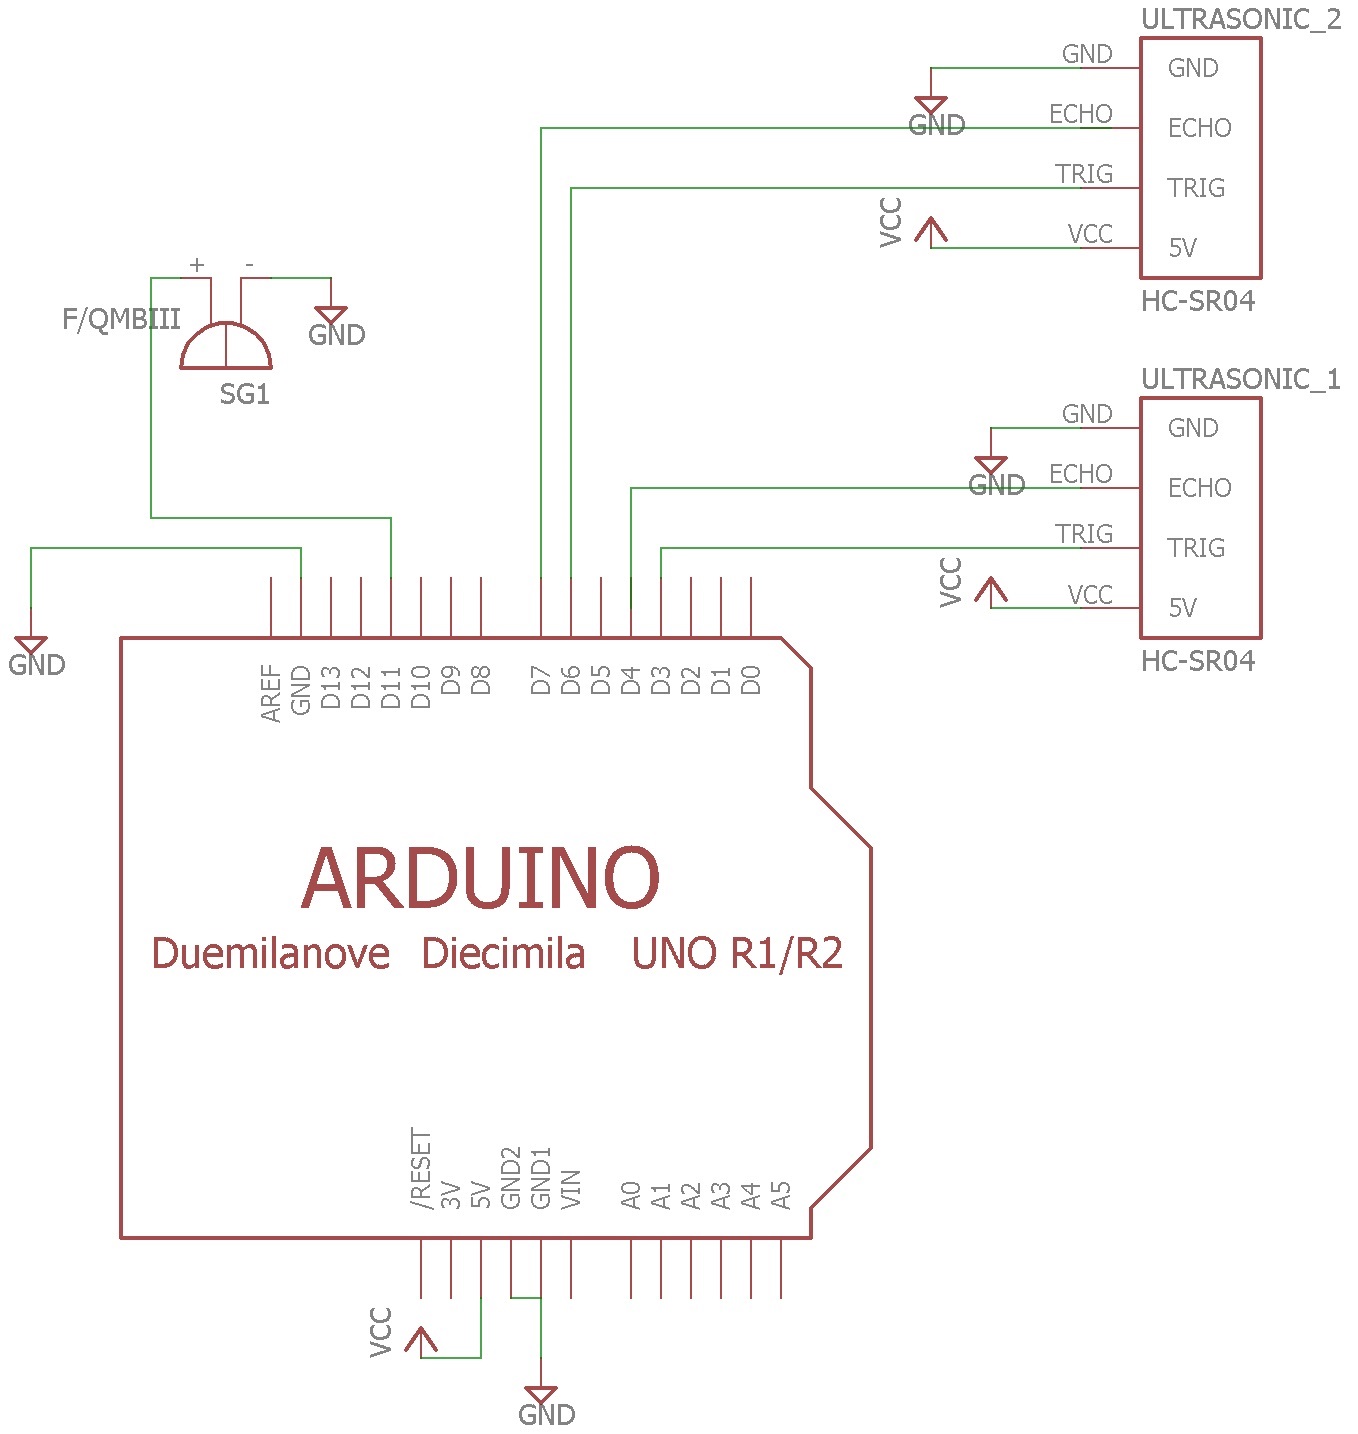 ULTRASONIC_2
GND
GND
GND
ECHO
ECHO
TRIG
TRIG
VCC
VCC
5V
HC-SR04
+ -
F/QMBIII
GND
SG1
ULTRASONIC_1
GND
GND
GND
ECHO
ECHO
TRIG
TRIG
VCC
VCC
5V
HC-SR04
GND
AREF
GND
D13
D12
D11
D10
D9
D8
D7
D6
D5
D4
D3
D2
D1
D0
ARDUINO
Duemilanove Diecimila UNO R1/R2
/RESET
3V
5V
GND2
GND1
VIN
A0
A1
A2
A3
A4
A5
VCC
GND